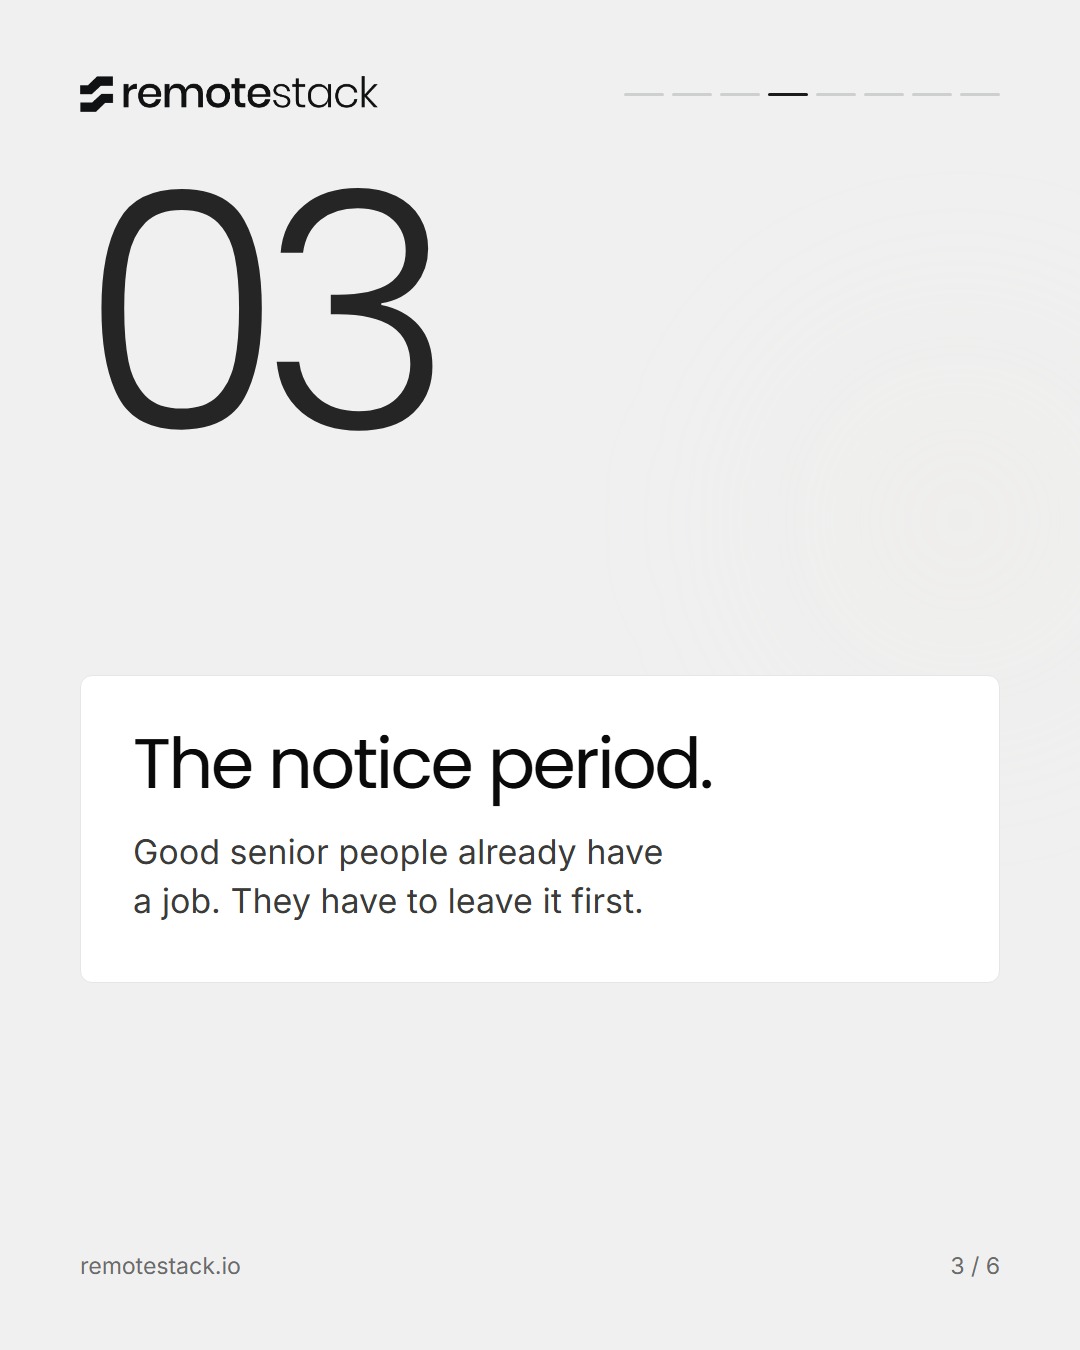 remotestack
03
The notice period.
Good senior people already have
a job. They have to leave it first.
remotestack.io
3 / 6